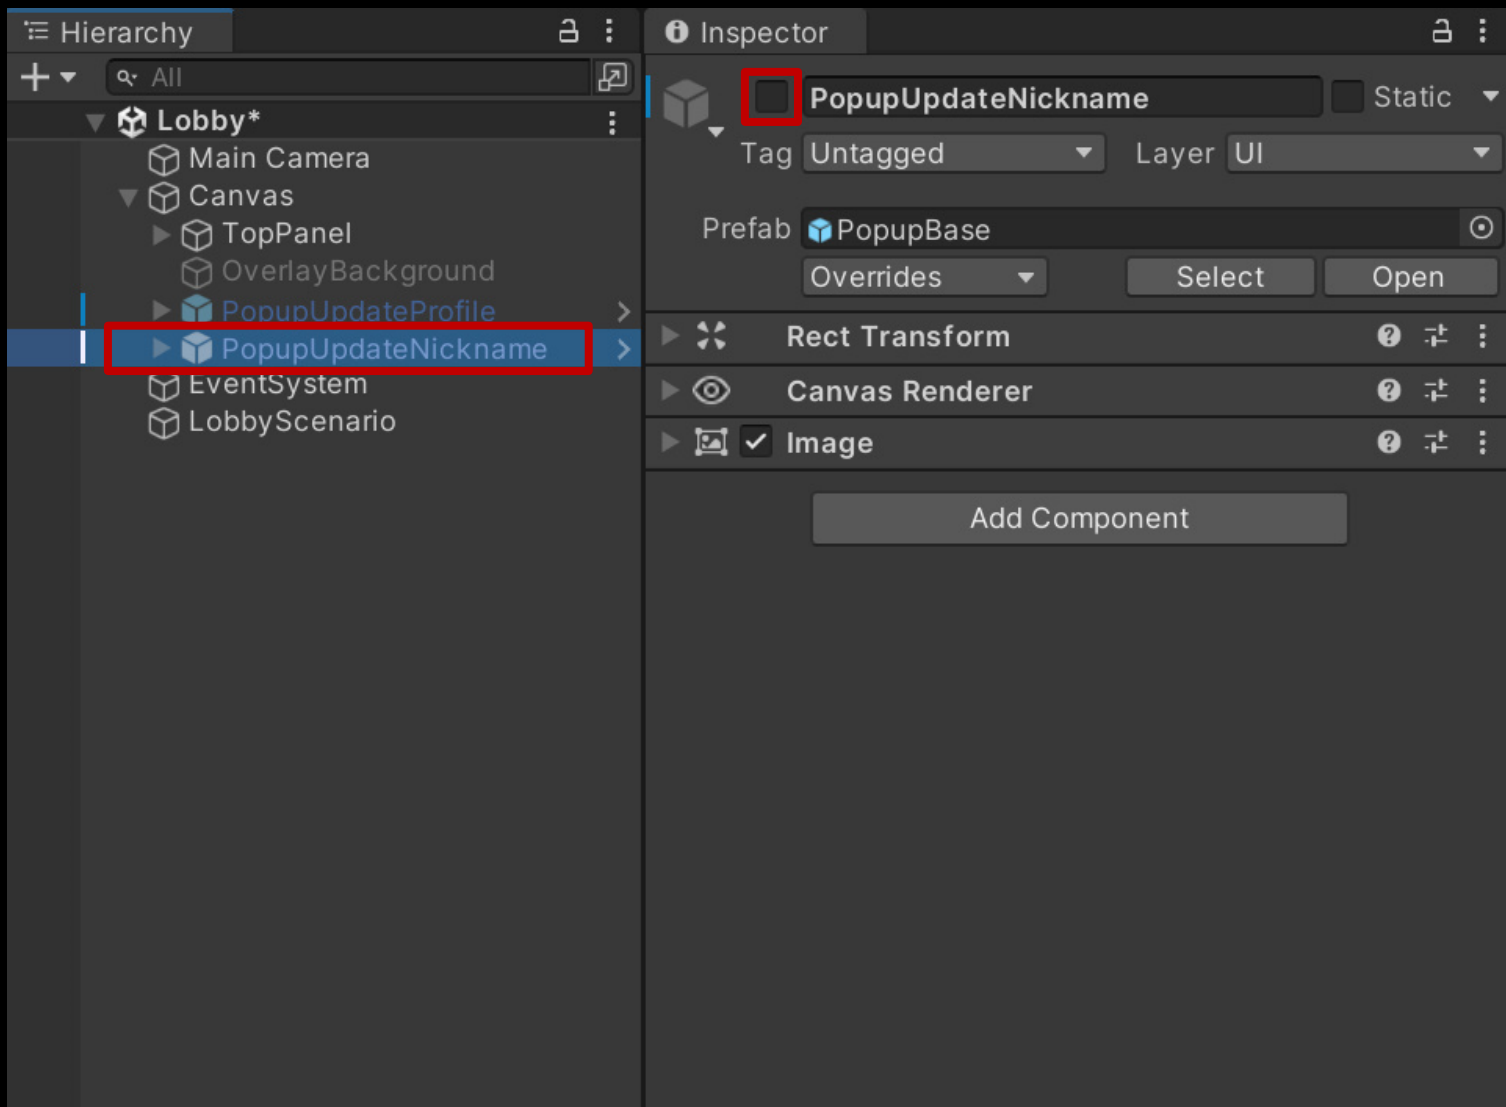 Hierarchy
All
Lobby*
Main Camera
Canvas
TopPanel
OverlayBackground
PopupUpdateProfile
PopupUpdateNickname
EventSystem
LobbyScenario
Inspector
PopupUpdateNickname Static
Tag Untagged Layer UI
Prefab PopupBase
Overrides Select Open
Rect Transform
Canvas Renderer
Image
Add Component